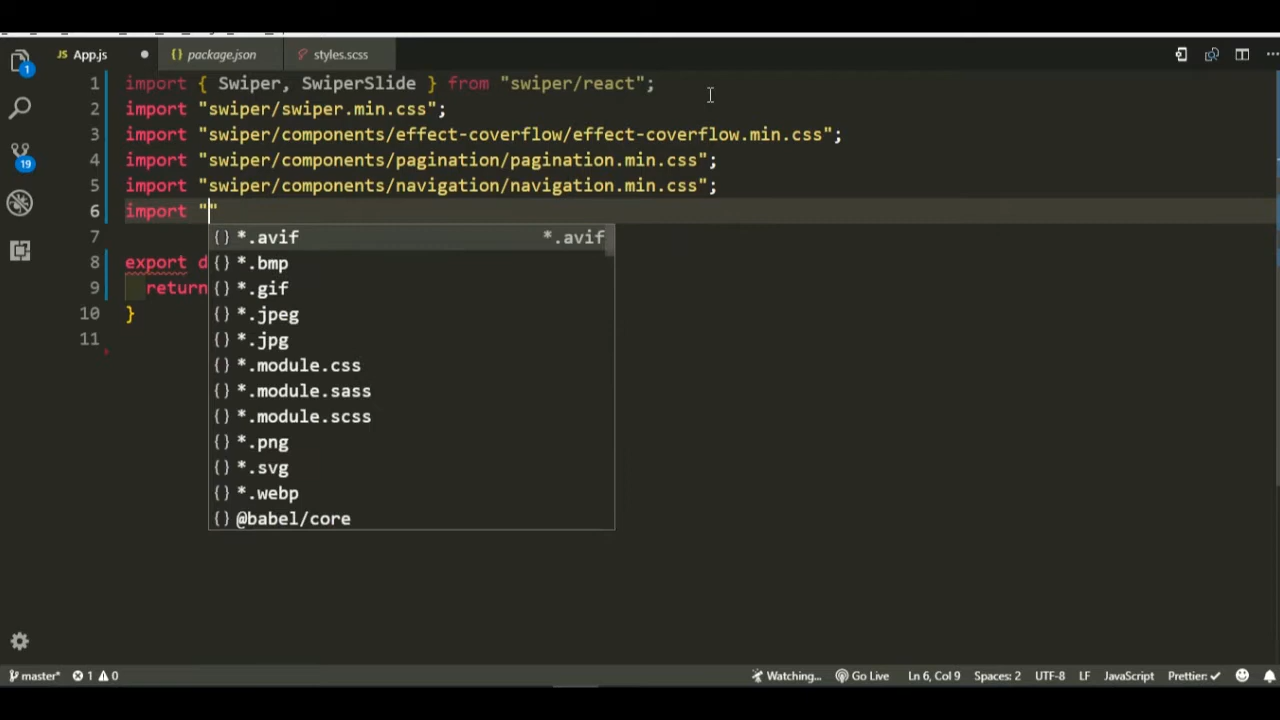 JS App.js
{} package.json
styles.scss
1 import { Swiper, SwiperSlide } from "swiper/react";
2 import "swiper/swiper.min.css";
3 import "swiper/components/effect-coverflow/effect-coverflow.min.css";
4 import "swiper/components/pagination/pagination.min.css";
5 import "swiper/components/navigation/navigation.min.css";
6 import ""
7
8 export d
9 return
10 }
11
{} *.avif *.avif
{} *.bmp
{} *.gif
{} *.jpeg
{} *.jpg
{} *.module.css
{} *.module.sass
{} *.module.scss
{} *.png
{} *.svg
{} *.webp
{} @babel/core
1
19
master* 1 0 Watching... Go Live Ln 6, Col 9 Spaces: 2 UTF-8 LF JavaScript Prettier: ✓